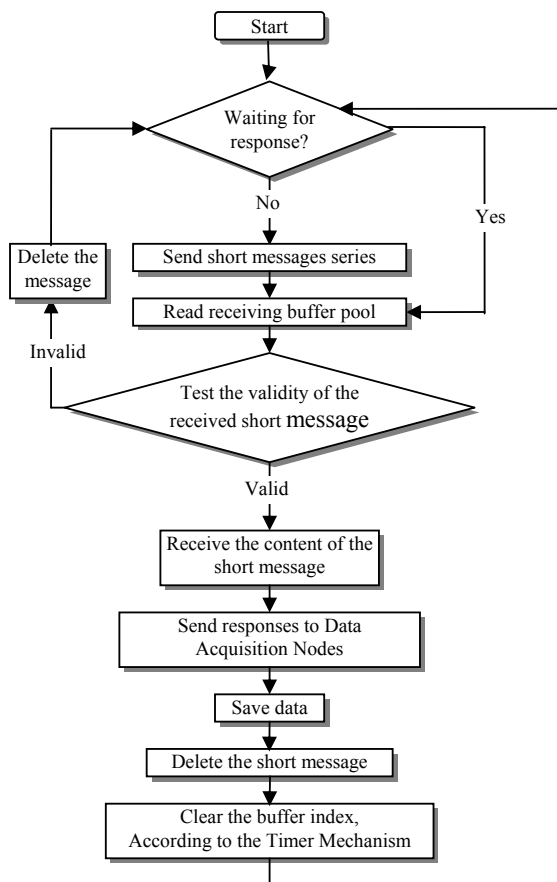 Start
Waiting for
response?
No
Yes
Delete the
message
Send short messages series
Read receiving buffer pool
Invalid
Test the validity of the
received short message
Valid
Receive the content of the
short message
Send responses to Data
Acquisition Nodes
Save data
Delete the short message
Clear the buffer index,
According to the Timer Mechanism